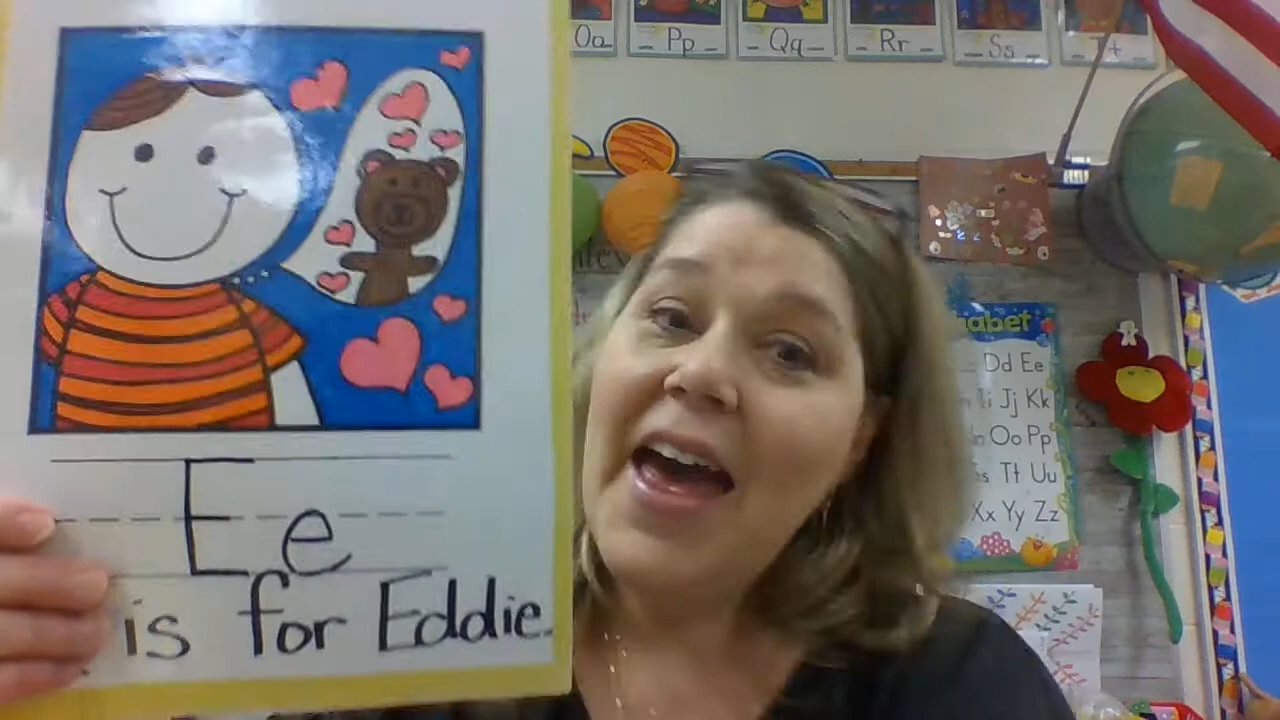 Oo
Pp
Qq
Rr
Ss
Ee
is for Eddie.
Dd Ee
Jj Kk
Oo Pp
Tt Uu
Xx Yy Zz